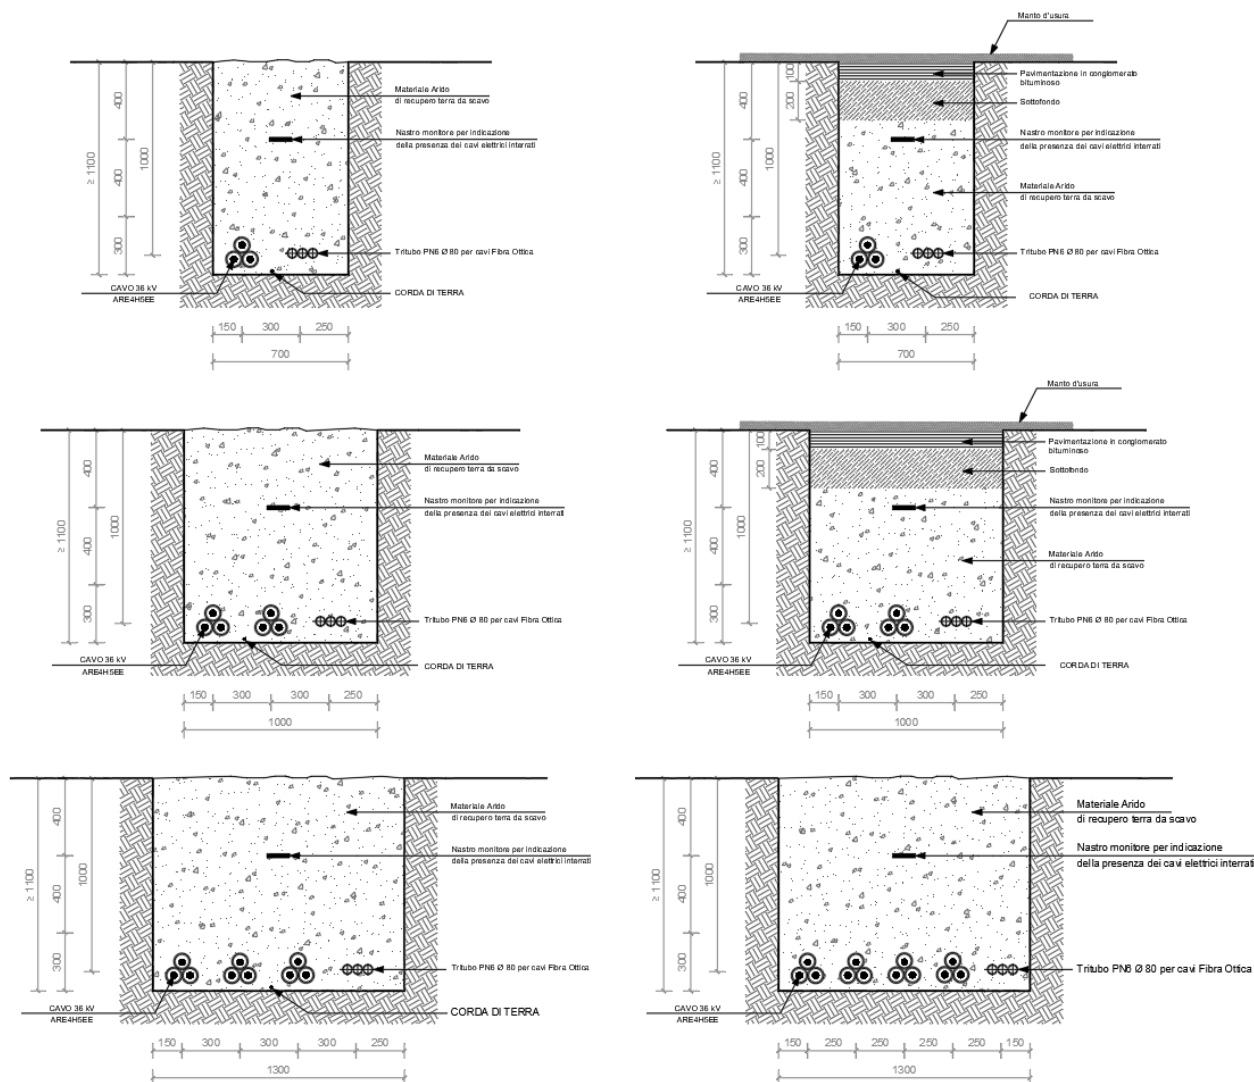 Materiale Arido
di recupero terra da scavo
Nastro monitore per indicazione
della presenza dei cavi elettrici interrati
Tritubo PN6 Ø 80 per cavi Fibra Ottica
CORDA DI TERRA
CAVO 36 kV
ARE4H5EE
≥ 1100
400
400
300
1000
150
300
250
700
Manto d'usura
Pavimentazione in conglomerato
bituminoso
Sottofondo
Nastro monitore per indicazione
della presenza dei cavi elettrici interrati
Materiale Arido
di recupero terra da scavo
Tritubo PN6 Ø 80 per cavi Fibra Ottica
CORDA DI TERRA
CAVO 36 kV
ARE4H5EE
≥ 1100
400
400
300
1000
100
200
150
300
250
700
Materiale Arido
di recupero terra da scavo
Nastro monitore per indicazione
della presenza dei cavi elettrici interrati
Tritubo PN6 Ø 80 per cavi Fibra Ottica
CORDA DI TERRA
CAVO 36 kV
ARE4H5EE
≥ 1100
400
400
300
1000
150
300
300
250
1000
Manto d'usura
Pavimentazione in conglomerato
bituminoso
Sottofondo
Nastro monitore per indicazione
della presenza dei cavi elettrici interrati
Materiale Arido
di recupero terra da scavo
Tritubo PN6 Ø 80 per cavi Fibra Ottica
CORDA DI TERRA
CAVO 36 kV
ARE4H5EE
≥ 1100
400
400
300
1000
100
200
150
300
300
250
1000
Materiale Arido
di recupero terra da scavo
Nastro monitore per indicazione
della presenza dei cavi elettrici interrati
Tritubo PN6 Ø 80 per cavi Fibra Ottica
CORDA DI TERRA
CAVO 36 kV
ARE4H5EE
≥ 1100
400
400
300
1000
150
300
300
300
250
1300
Materiale Arido
di recupero terra da scavo
Nastro monitore per indicazione
della presenza dei cavi elettrici interrati
Tritubo PN6 Ø 80 per cavi Fibra Ottica
CAVO 36 kV
ARE4H5EE
≥ 1100
400
400
300
1000
150
250
250
250
250
150
1300